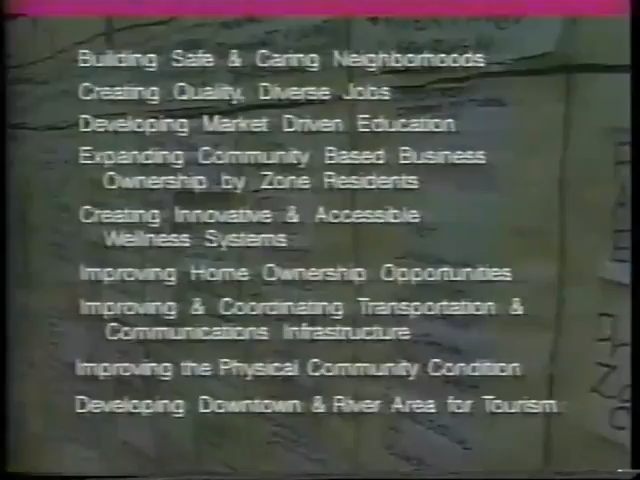 Building Safe & Caring Neighborhoods
Creating Quality, Diverse Jobs
Developing Market Driven Education
Expanding Community Based Business
Ownership by Zone Residents
Creating Innovative & Accessible
Wellness Systems
Improving Home Ownership Opportunities
Improving & Coordinating Transportation &
Communications Infrastructure
Improving the Physical Community Condition
Developing Downtown & River Area for Tourism